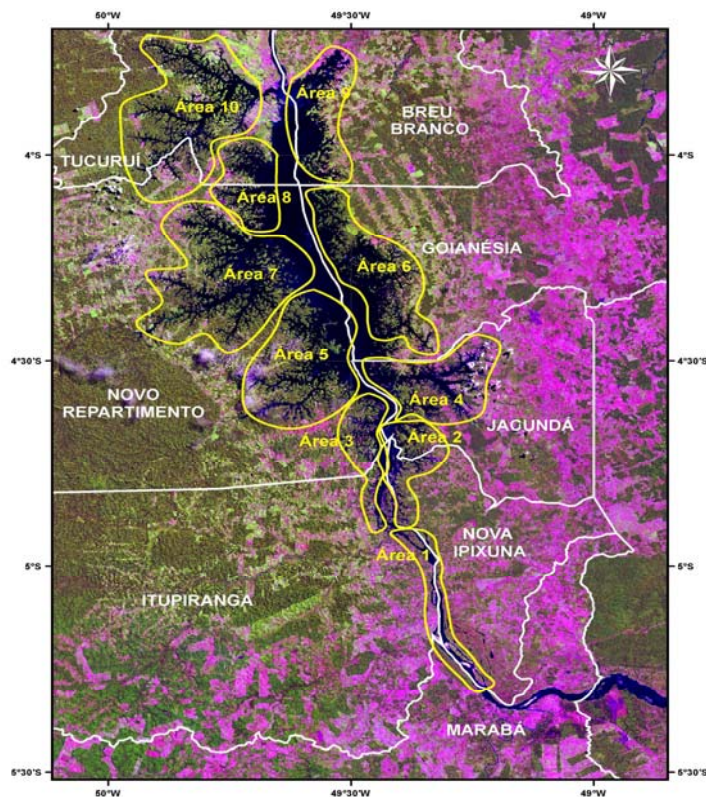 50°W
49°30'W
49°W
Área 10
Área 9
BREU
BRANCO
4°S
TUCURUÍ
4°S
Área 8
GOIANÉSIA
Área 7
Área 6
4°30'S
Área 5
4°30'S
NOVO
REPARTIMENTO
Área 4
JACUNDÁ
Área 3
Área 2
NOVA
IPIXUNA
Área 1
5°S
5°S
ITUPIRANGA
MARABÁ
5°30'S
5°30'S
50°W
49°30'W
49°W